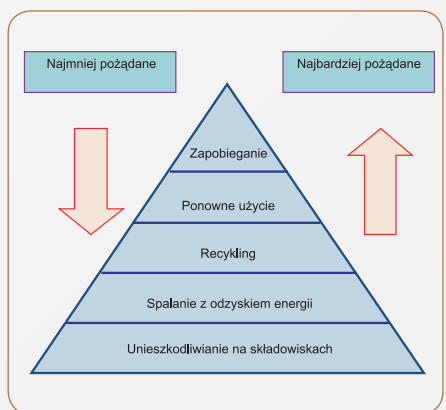 Najmniej pożądane
Najbardziej pożądane
Zapobieganie
Ponowne użycie
Recykling
Spalanie z odzyskiem energii
Unieszkodliwianie na składowiskach